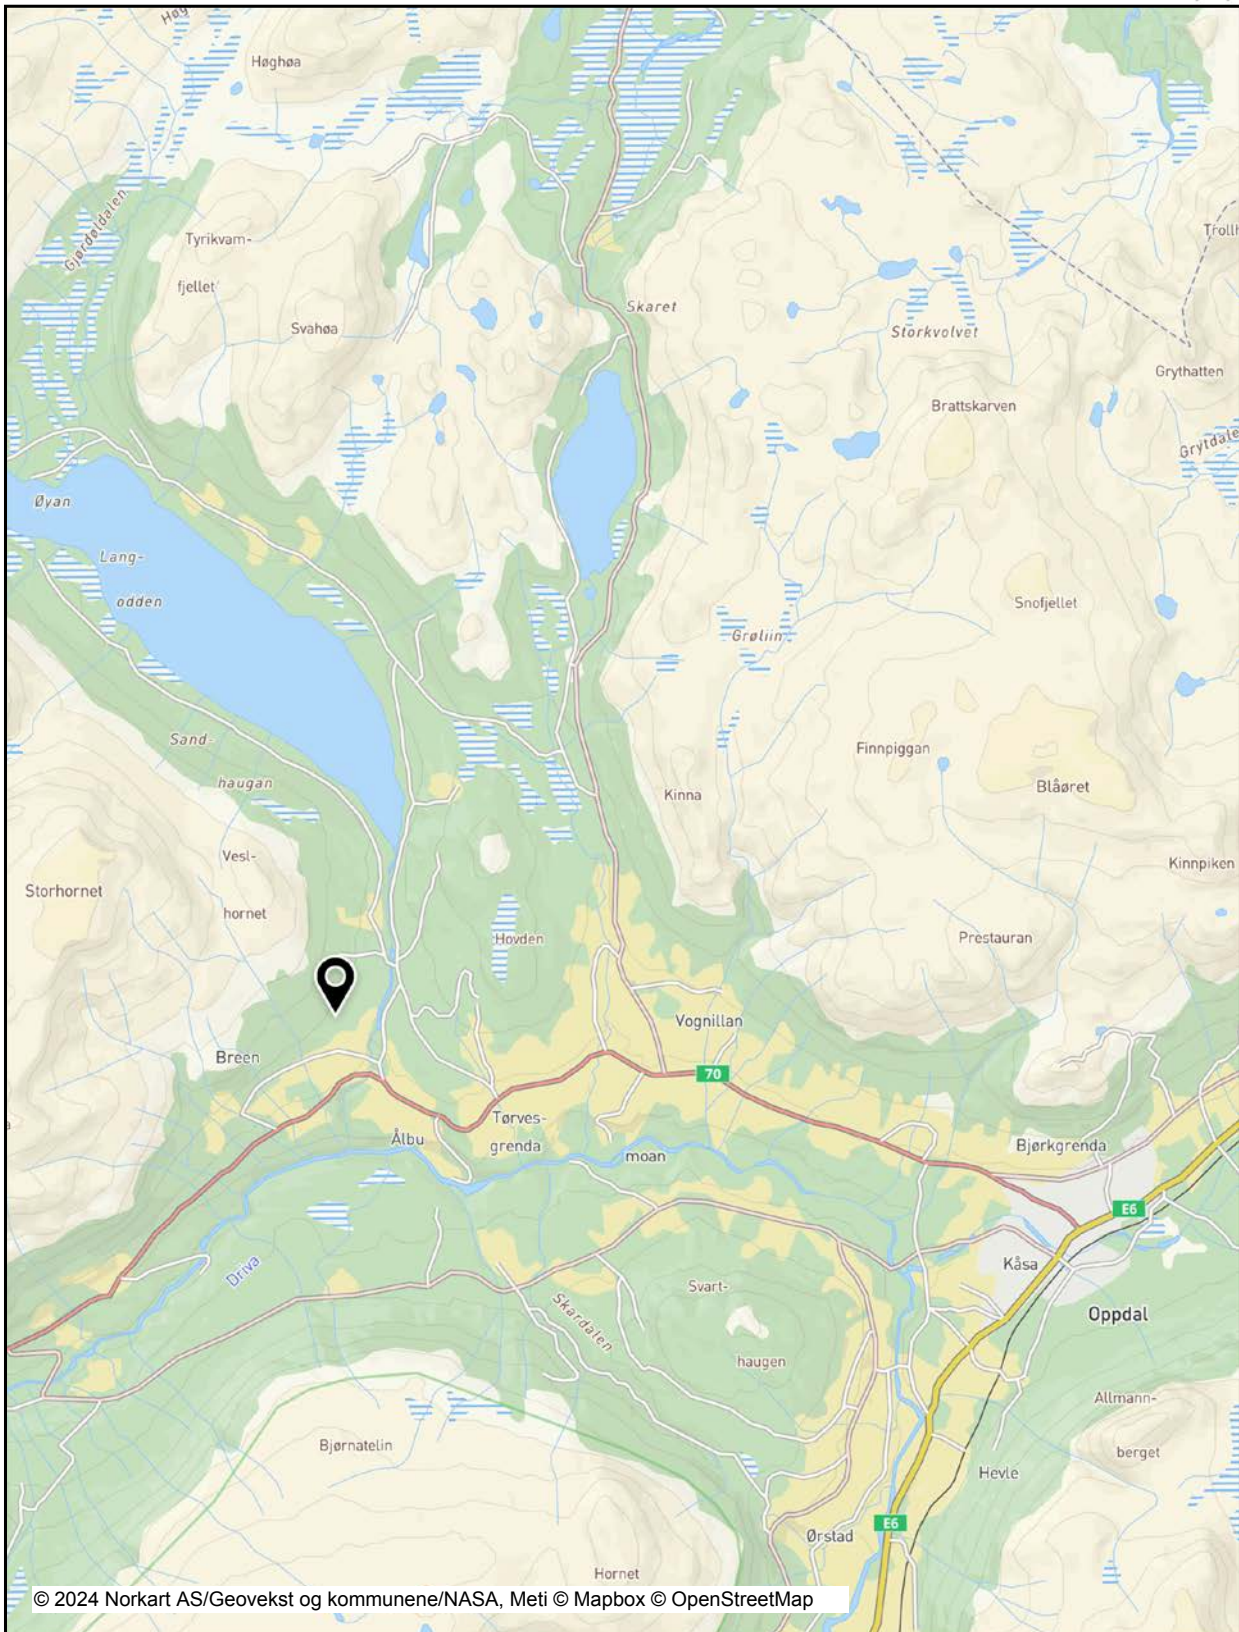 Høghøa
Gjørdøldalen
Tyrikvam-
fjellet
Svahøa
Skaret
Storkvolvet
Grythatten
Brattskarven
Øyan
Lang-
odden
Snofjellet
Grøliin
Sand-
haugan
Finnpiggan
Blåøret
Kinna
Vesl-
hornet
Storhornet
Kinnpiken
Hovden
Prestauran
Vognillan
Breen
70
Tørves-
grenda
Ålbu
moan
Bjørkgrenda
E6
Driva
Kåsa
Svart-
haugen
Skardalen
Oppdal
Allmann-
berget
Bjørnatelin
Hevle
E6
Ørstad
Hornet
© 2024 Norkart AS/Geovekst og kommunene/NASA, Meti © Mapbox © OpenStreetMap